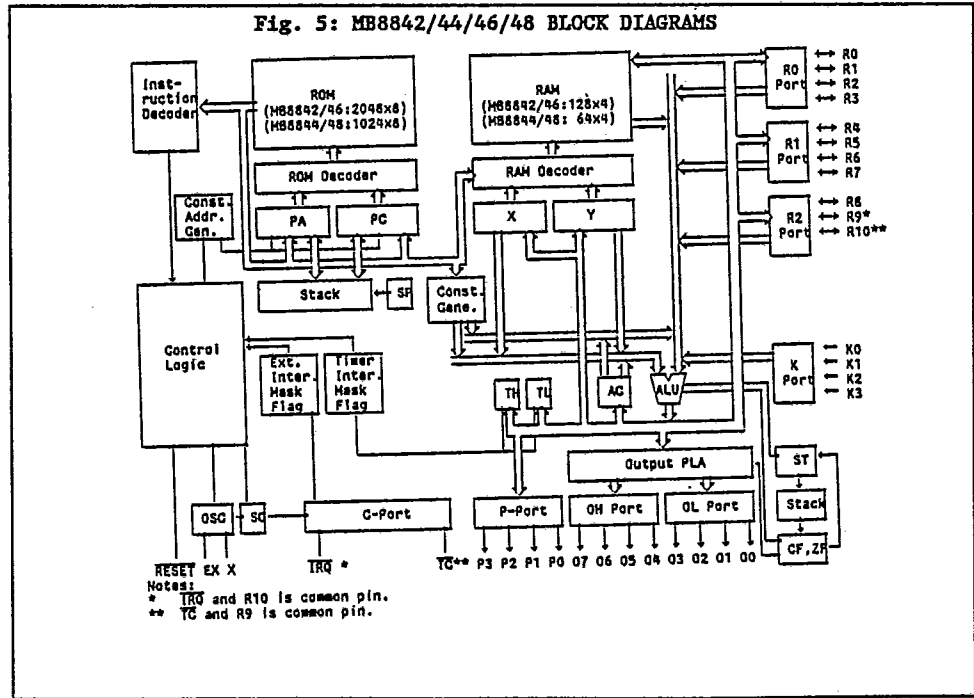 Fig. 5: MB8842/44/46/48 BLOCK DIAGRAMS
Inst-
ruction
Decoder
ROM
(MB8842/46:2048x8)
(MB8844/48:1024x8)
RAM
(MB8842/46:128x4)
(MB8844/48: 64x4)
R0
Port
R0
R1
R2
R3
R1
Port
R4
R5
R6
R7
R2
Port
R8
R9*
R10**
ROM Decoder
RAM Decoder
Const.
Addr.
Gen.
PA
PC
X
Y
Stack
SP
Const.
Gene.
Control
Logic
Ext.
Inter.
Mask
Flag
Timer
Inter.
Mask
Flag
TH
TL
AC
ALU
K
Port
K0
K1
K2
K3
Output PLA
ST
Stack
CF,ZF
OSC
SC
C-Port
P-Port
OH Port
OL Port
RESET EX X
IRQ *
TC** P3 P2 P1 P0 O7 O6 O5 O4 O3 O2 O1 O0
Notes:
* IRQ and R10 is common pin.
** TC and R9 is common pin.